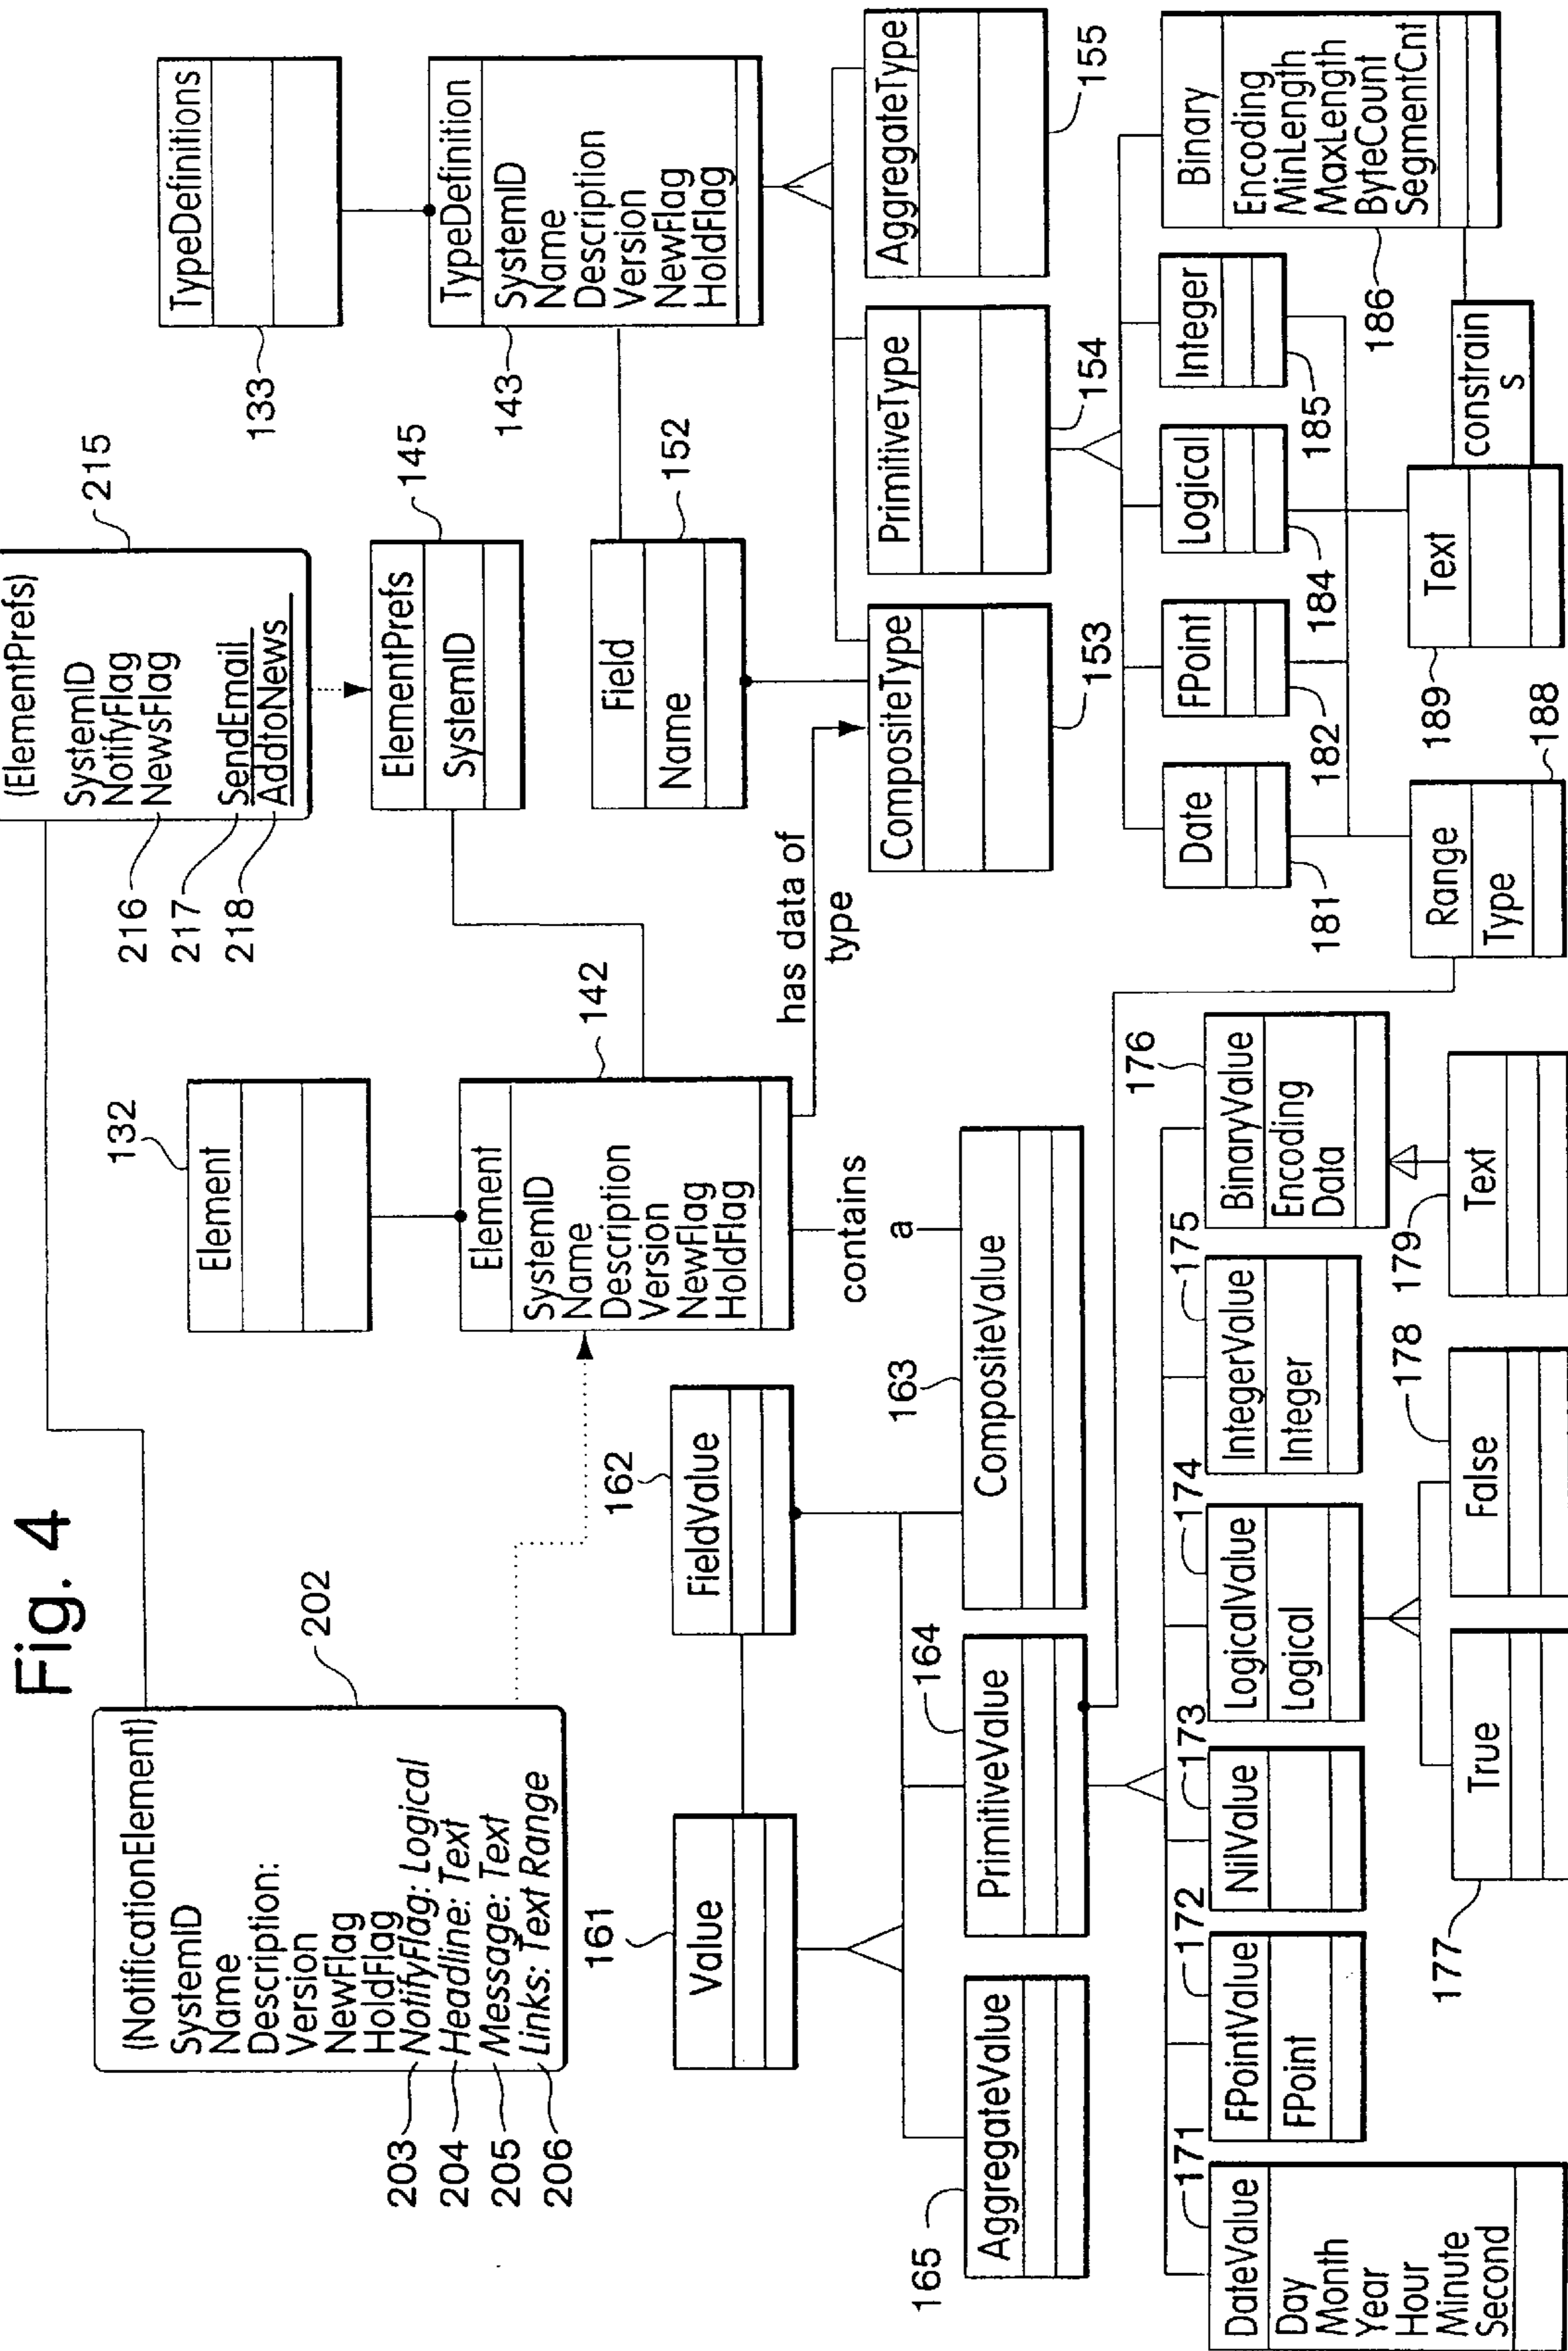 Fig. 4
(NotificationElement)
SystemID
Name
Description:
Version
NewFlag
HoldFlag
NotifyFlag: Logical
Headline: Text
Message: Text
Links: Text Range
202
203
204
205
206
(ElementPrefs)
SystemID
NotifyFlag
NewsFlag
SendEmail
AddtoNews
215
216
217
218
Element
132
Element
SystemID
Name
Description
Version
NewFlag
HoldFlag
142
ElementPrefs
SystemID
145
TypeDefinitions
133
TypeDefinition
SystemID
Name
Description
Version
NewFlag
HoldFlag
143
Field
Name
152
has data of
type
contains
a
Value
161
FieldValue
162
AggregateValue
165
PrimitiveValue
164
CompositeValue
163
CompositeType
153
PrimitiveType
154
AggregateType
155
DateValue
Day
Month
Year
Hour
Minute
Second
171
FPointValue
FPoint
172
NilValue
173
LogicalValue
Logical
174
IntegerValue
Integer
175
BinaryValue
Encoding
Data
176
True
177
False
178
Text
179
Date
181
FPoint
182
Logical
184
Integer
185
Binary
Encoding
MinLength
MaxLength
ByteCount
SegmentCnt
186
Range
Type
188
Text
189
constrain
s